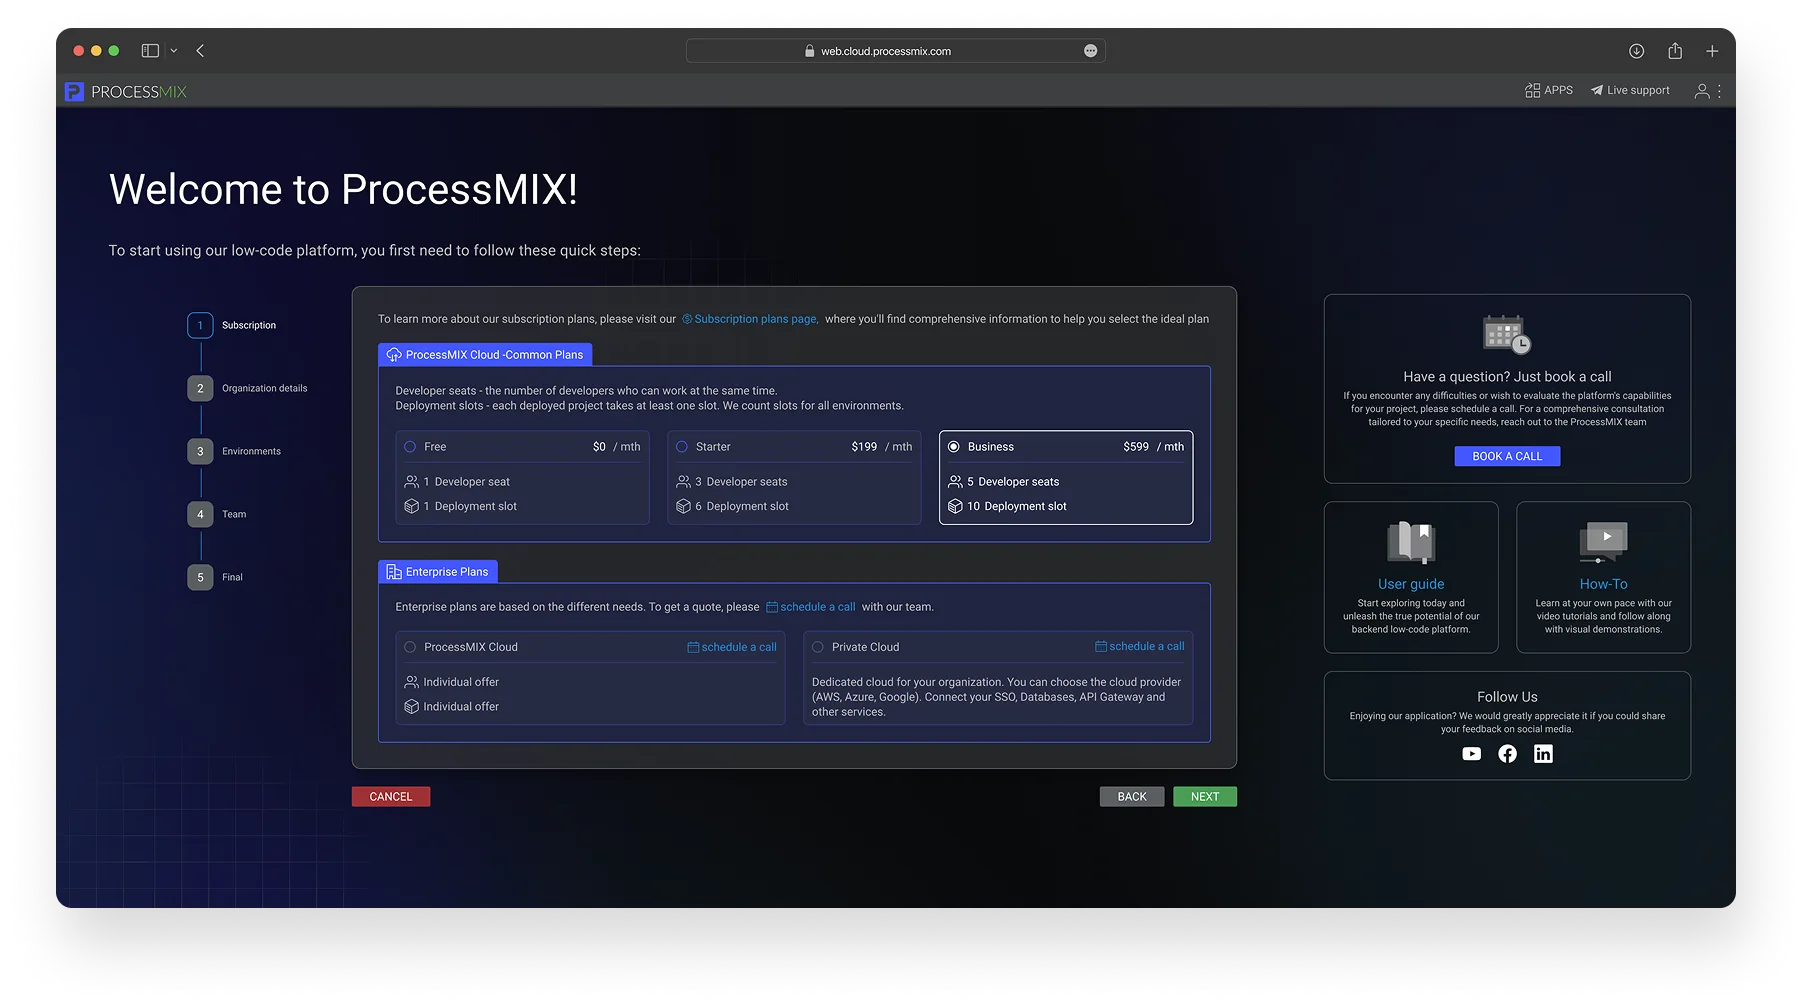 web.cloud.processmix.com
PROCESSMIX
APPS
Live support
Welcome to ProcessMIX!
To start using our low-code platform, you first need to follow these quick steps:
1 Subscription
2 Organization details
3 Environments
4 Team
5 Final
To learn more about our subscription plans, please visit our Subscription plans page, where you'll find comprehensive information to help you select the ideal plan
ProcessMIX Cloud -Common Plans
Developer seats - the number of developers who can work at the same time.
Deployment slots - each deployed project takes at least one slot. We count slots for all environments.
Free $0 / mth
1 Developer seat
1 Deployment slot
Starter $199 / mth
3 Developer seats
6 Deployment slot
Business $599 / mth
5 Developer seats
10 Deployment slot
Enterprise Plans
Enterprise plans are based on the different needs. To get a quote, please schedule a call with our team.
ProcessMIX Cloud schedule a call
Individual offer
Individual offer
Private Cloud schedule a call
Dedicated cloud for your organization. You can choose the cloud provider
(AWS, Azure, Google). Connect your SSO, Databases, API Gateway and
other services.
CANCEL
BACK
NEXT
Have a question? Just book a call
If you encounter any difficulties or wish to evaluate the platform's capabilities
for your project, please schedule a call. For a comprehensive consultation
tailored to your specific needs, reach out to the ProcessMIX team
BOOK A CALL
User guide
Start exploring today and
unleash the true potential of our
backend low-code platform.
How-To
Learn at your own pace with our
video tutorials and follow along
with visual demonstrations.
Follow Us
Enjoying our application? We would greatly appreciate it if you could share
your feedback on social media.